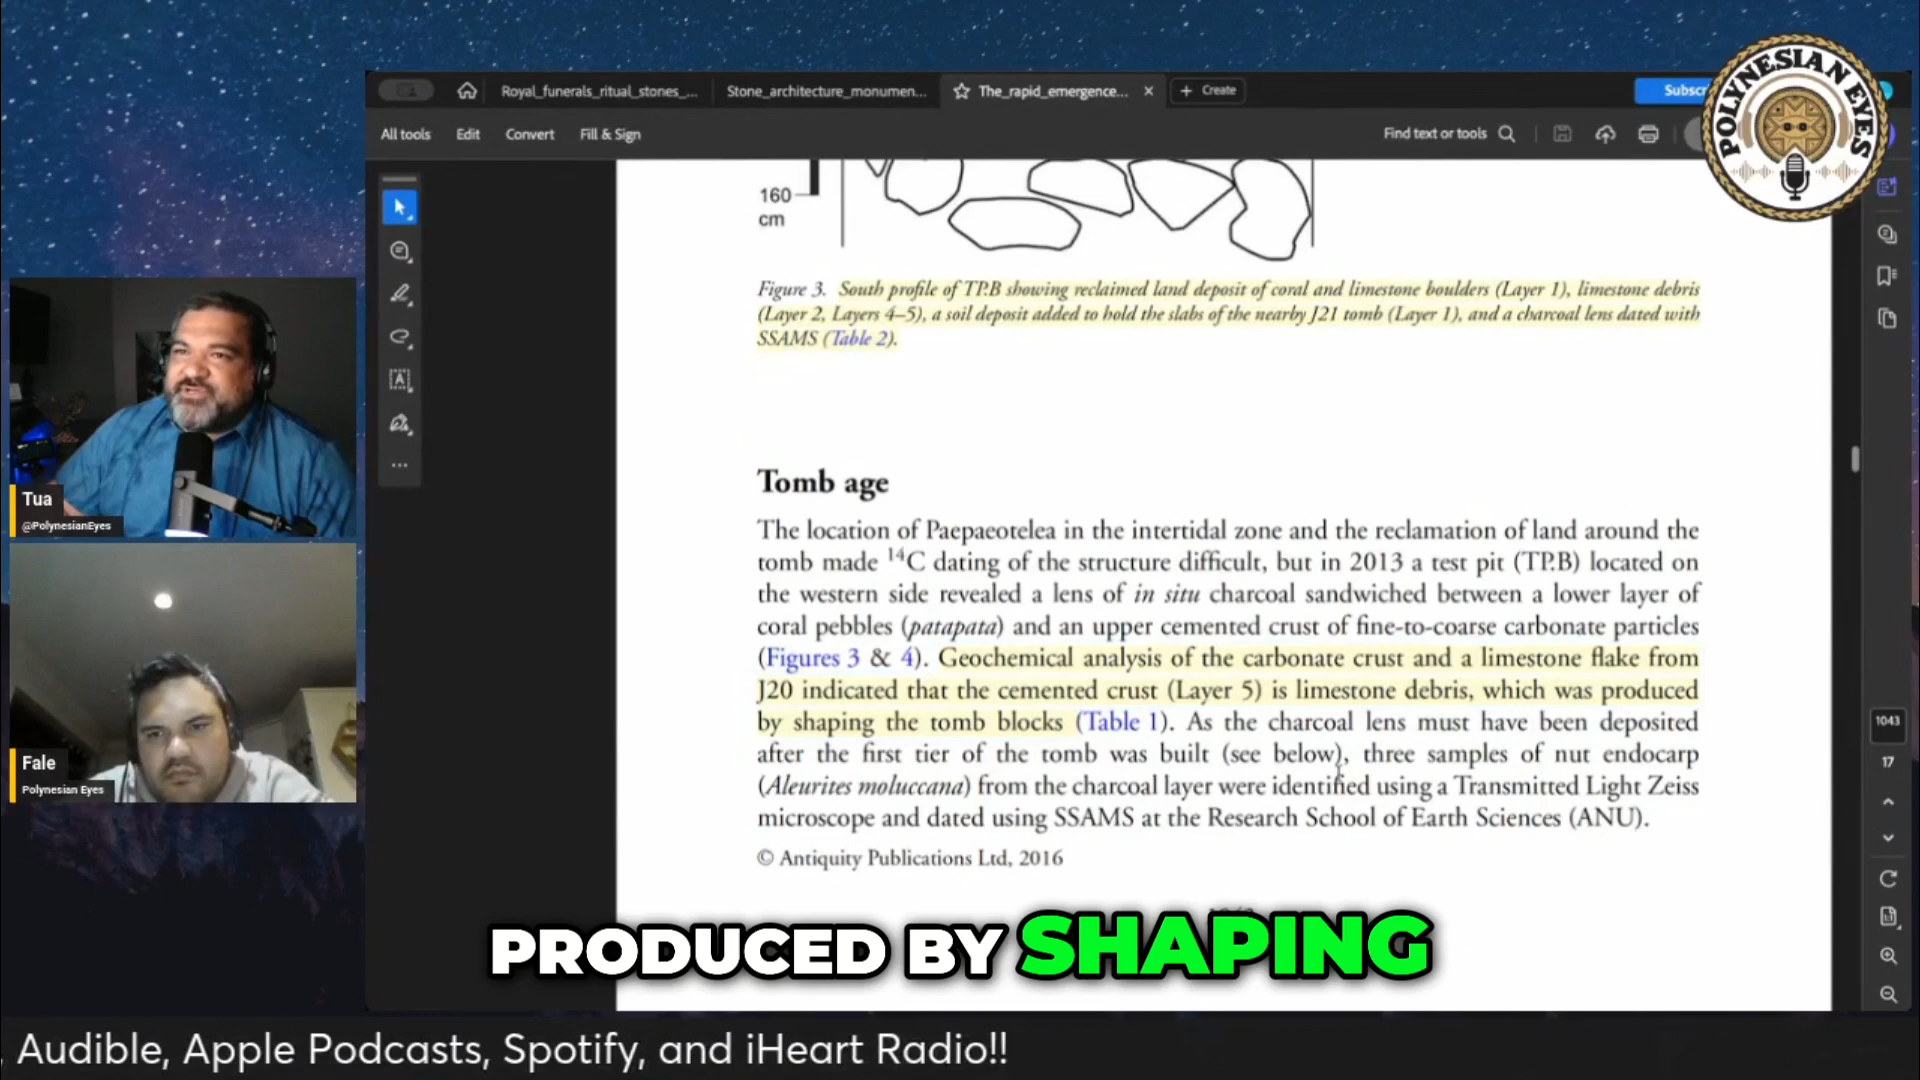 POLYNESIAN EYES
Royal_funerals_ritual_stones_...
Stone_architecture_monumen...
The_rapid_emergence...
Create
Subsc
All tools
Edit
Convert
Fill & Sign
Find text or tools
160
cm
Figure 3. South profile of TP.B showing reclaimed land deposit of coral and limestone boulders (Layer 1), limestone debris
(Layer 2, Layers 4–5), a soil deposit added to hold the slabs of the nearby J21 tomb (Layer 1), and a charcoal lens dated with
SSAMS (Table 2).
Tomb age
The location of Paepaeotelea in the intertidal zone and the reclamation of land around the
tomb made 14C dating of the structure difficult, but in 2013 a test pit (TP.B) located on
the western side revealed a lens of in situ charcoal sandwiched between a lower layer of
coral pebbles (patapata) and an upper cemented crust of fine-to-coarse carbonate particles
(Figures 3 & 4). Geochemical analysis of the carbonate crust and a limestone flake from
J20 indicated that the cemented crust (Layer 5) is limestone debris, which was produced
by shaping the tomb blocks (Table 1). As the charcoal lens must have been deposited
after the first tier of the tomb was built (see below), three samples of nut endocarp
(Aleurites moluccana) from the charcoal layer were identified using a Transmitted Light Zeiss
microscope and dated using SSAMS at the Research School of Earth Sciences (ANU).
© Antiquity Publications Ltd, 2016
1043
17
Tua
@PolynesianEyes
Fale
Polynesian Eyes
PRODUCED BY SHAPING
Audible, Apple Podcasts, Spotify, and iHeart Radio!!